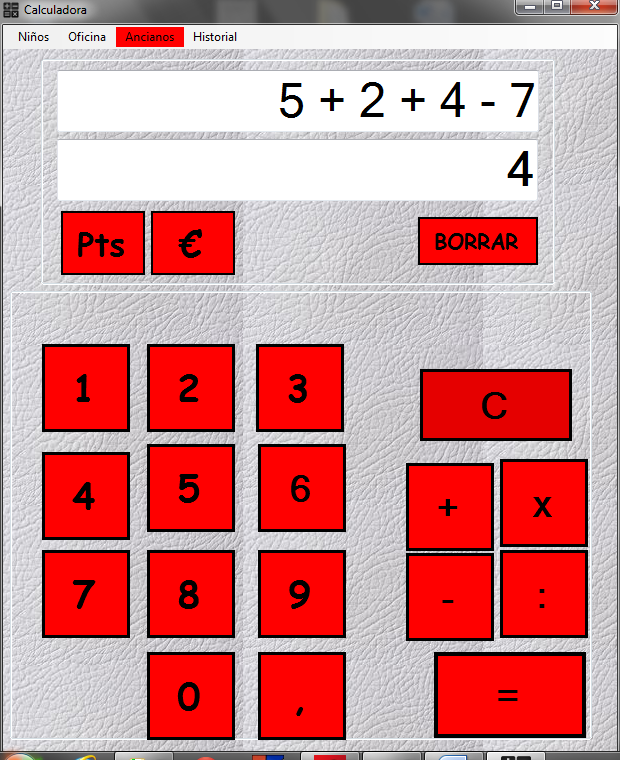 Calculadora
Niños Oficina Ancianos Historial
5 + 2 + 4 - 7
4
Pts € BORRAR
1 2 3
C
4 5 6
+ x
7 8 9
- :
0 , =